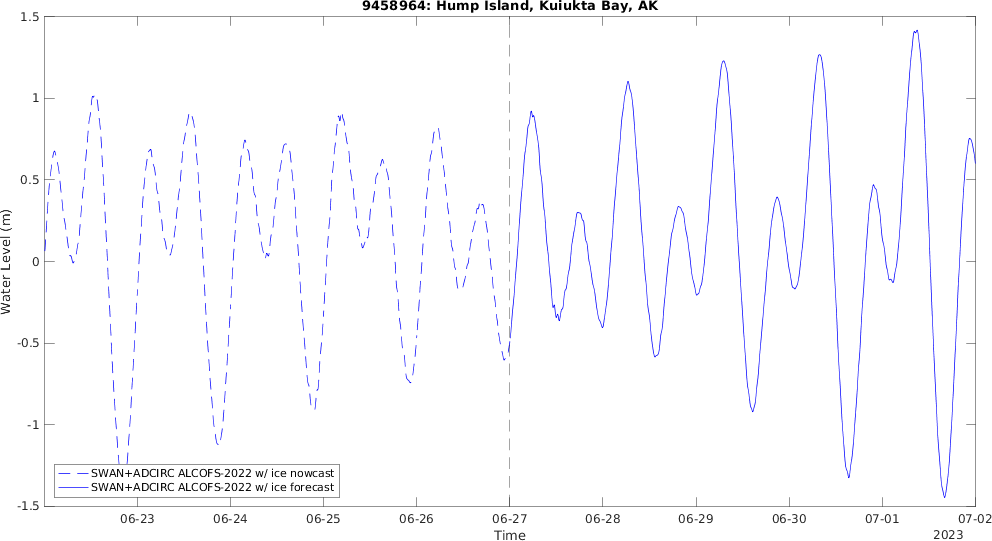 9458964: Hump Island, Kuiukta Bay, AK
Water Level (m)
1.5
1
0.5
0
-0.5
-1
-1.5
SWAN+ADCIRC ALCOFS-2022 w/ ice nowcast
SWAN+ADCIRC ALCOFS-2022 w/ ice forecast
06-23 06-24 06-25 06-26 06-27 06-28 06-29 06-30 07-01 07-02
Time
2023